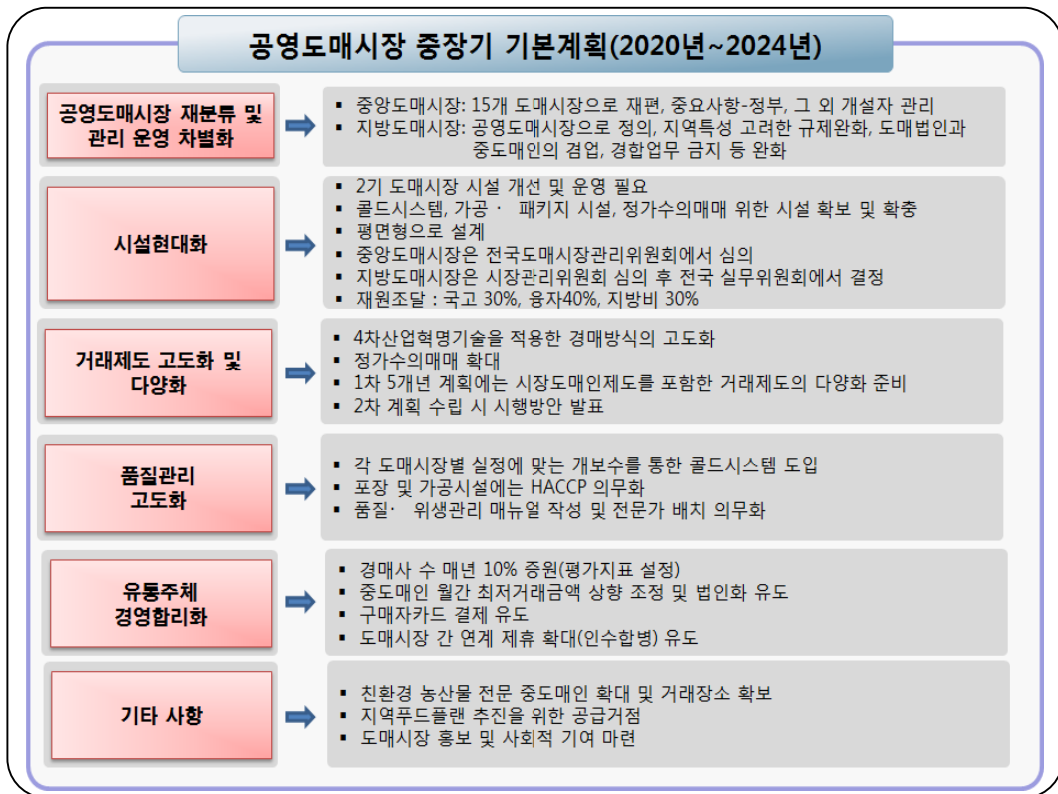 공영도매시장 중장기 기본계획(2020년~2024년)
공영도매시장 재분류 및
관리 운영 차별화
▪ 중앙도매시장: 15개 도매시장으로 재편, 중요사항-정부, 그 외 개설자 관리
▪ 지방도매시장: 공영도매시장으로 정의, 지역특성 고려한 규제완화, 도매법인과
중도매인의 겸업, 경합업무 금지 등 완화
시설현대화
▪ 2기 도매시장 시설 개선 및 운영 필요
▪ 콜드시스템, 가공 · 패키지 시설, 정가수의매매 위한 시설 확보 및 확충
▪ 평면형으로 설계
▪ 중앙도매시장은 전국도매시장관리위원회에서 심의
▪ 지방도매시장은 시장관리위원회 심의 후 전국 실무위원회에서 결정
▪ 재원조달 : 국고 30%, 융자40%, 지방비 30%
거래제도 고도화 및
다양화
▪ 4차산업혁명기술을 적용한 경매방식의 고도화
▪ 정가수의매매 확대
▪ 1차 5개년 계획에는 시장도매인제도를 포함한 거래제도의 다양화 준비
▪ 2차 계획 수립 시 시행방안 발표
품질관리
고도화
▪ 각 도매시장별 실정에 맞는 개보수를 통한 콜드시스템 도입
▪ 포장 및 가공시설에는 HACCP 의무화
▪ 품질· 위생관리 매뉴얼 작성 및 전문가 배치 의무화
유통주체
경영합리화
▪ 경매사 수 매년 10% 증원(평가지표 설정)
▪ 중도매인 월간 최저거래금액 상향 조정 및 법인화 유도
▪ 구매자카드 결제 유도
▪ 도매시장 간 연계 제휴 확대(인수합병) 유도
기타 사항
▪ 친환경 농산물 전문 중도매인 확대 및 거래장소 확보
▪ 지역푸드플랜 추진을 위한 공급거점
▪ 도매시장 홍보 및 사회적 기여 마련